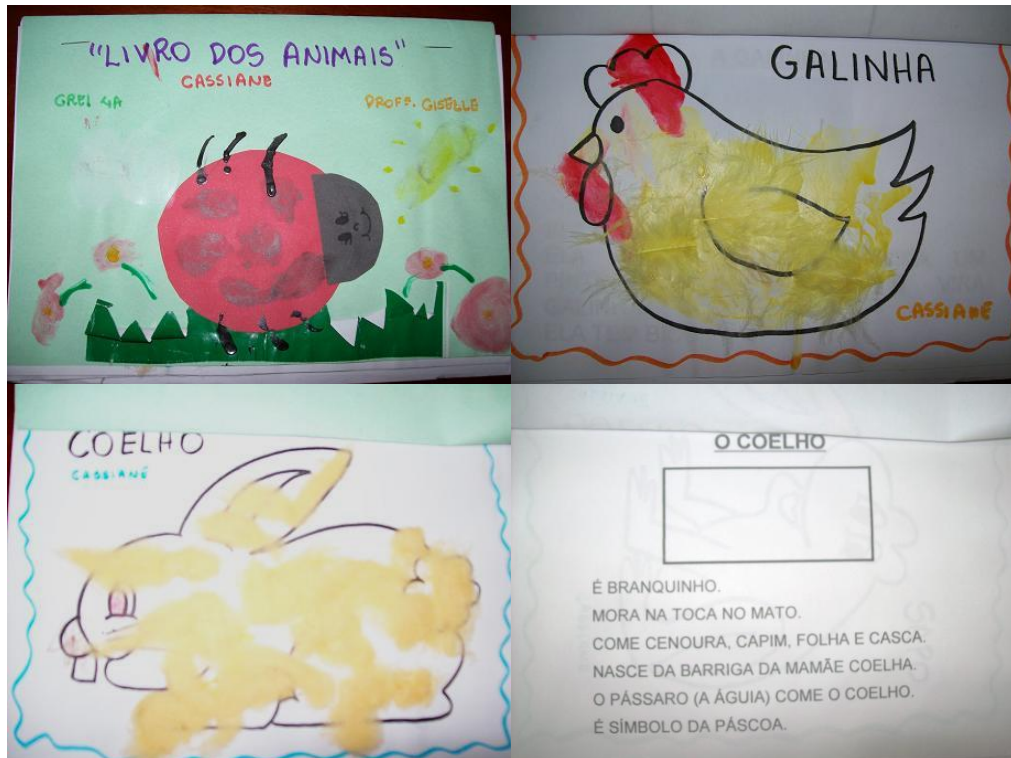 "LIVRO DOS ANIMAIS"
CASSIANE
GREI 4A
PROFª. GISELLE
GALINHA
CASSIANE
COELHO
CASSIANE
O COELHO
É BRANQUINHO.
MORA NA TOCA NO MATO.
COME CENOURA, CAPIM, FOLHA E CASCA.
NASCE DA BARRIGA DA MAMÃE COELHA.
O PÁSSARO (A ÁGUIA) COME O COELHO.
É SÍMBOLO DA PÁSCOA.